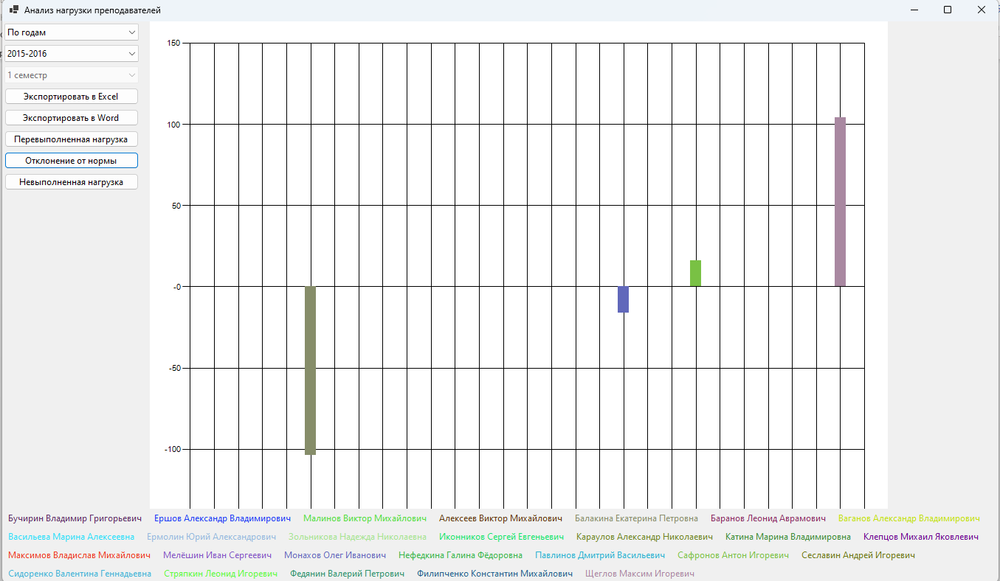 Анализ нагрузки преподавателей
По годам
2015-2016
1 семестр
Экспортировать в Excel
Экспортировать в Word
Перевыполненная нагрузка
Отклонение от нормы
Невыполненная нагрузка
150
100
50
-0
-50
-100
Бучирин Владимир Григорьевич Ершов Александр Владимирович Малинов Виктор Михайлович Алексеев Виктор Михайлович Балакина Екатерина Петровна Баранов Леонид Аврамович Ваганов Александр Владимирович
Васильева Марина Алексеевна Ермолин Юрий Александрович Зольникова Надежда Николаевна Иконников Сергей Евгеньевич Караулов Александр Николаевич Катина Марина Владимировна Клепцов Михаил Яковлевич
Максимов Владислав Михайлович Мелёшин Иван Сергеевич Монахов Олег Иванович Нефедкина Галина Фёдоровна Павлинов Дмитрий Васильевич Сафронов Антон Игоревич Сеславин Андрей Игоревич
Сидоренко Валентина Геннадьевна Стряпкин Леонид Игоревич Федянин Валерий Петрович Филипченко Константин Михайлович Щеглов Максим Игоревич